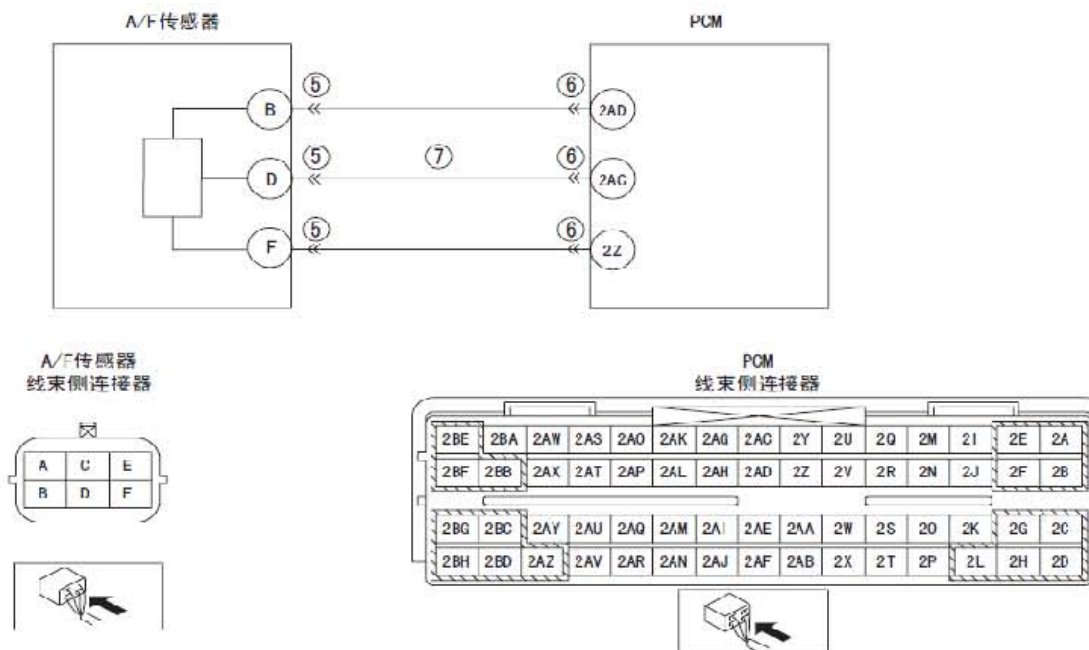 A/F传感器 PCM
⑤ ⑥
B 2AD
⑤ ⑦ ⑥
D 2AG
⑤ ⑥
F 2Z
A/F传感器
线束侧连接器
A C E
B D F
PCM
线束侧连接器
2BE 2BA 2AW 2AS 2AO 2AK 2AG 2AC 2Y 2U 2Q 2M 2I 2E 2A
2BF 2BB 2AX 2AT 2AP 2AL 2AH 2AD 2Z 2V 2R 2N 2J 2F 2B
2BG 2BC 2AY 2AU 2AQ 2AM 2AI 2AE 2AA 2W 2S 2O 2K 2G 2C
2BH 2BD 2AZ 2AV 2AR 2AN 2AJ 2AF 2AB 2X 2T 2P 2L 2H 2D